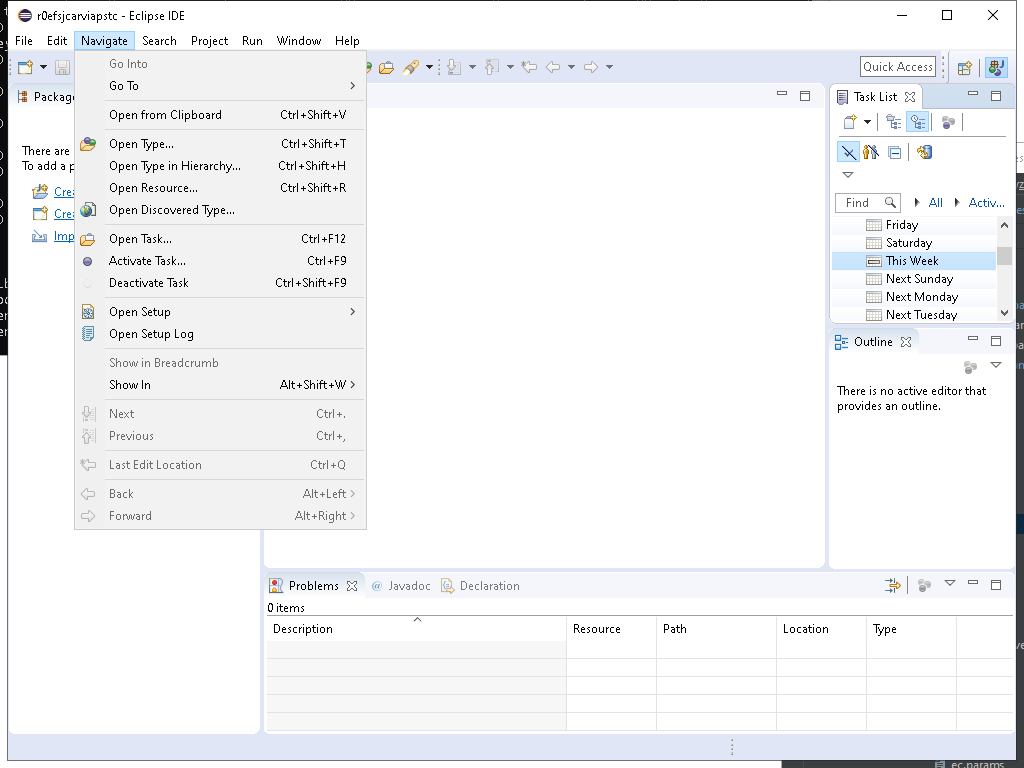 r0efsjcarviapstc - Eclipse IDE
File Edit Navigate Search Project Run Window Help
Quick Access
Go Into
Go To
Open from Clipboard Ctrl+Shift+V
Open Type... Ctrl+Shift+T
Open Type in Hierarchy... Ctrl+Shift+H
Open Resource... Ctrl+Shift+R
Open Discovered Type...
Open Task... Ctrl+F12
Activate Task... Ctrl+F9
Deactivate Task Ctrl+Shift+F9
Open Setup
Open Setup Log
Show in Breadcrumb
Show In Alt+Shift+W
Next Ctrl+.
Previous Ctrl+,
Last Edit Location Ctrl+Q
Back Alt+Left
Forward Alt+Right
There are
To add a p
Crea
Crea
Imp
Task List
Find All Activ...
Friday
Saturday
This Week
Next Sunday
Next Monday
Next Tuesday
Outline
There is no active editor that
provides an outline.
Problems @ Javadoc Declaration
0 items
Description Resource Path Location Type
ec.params